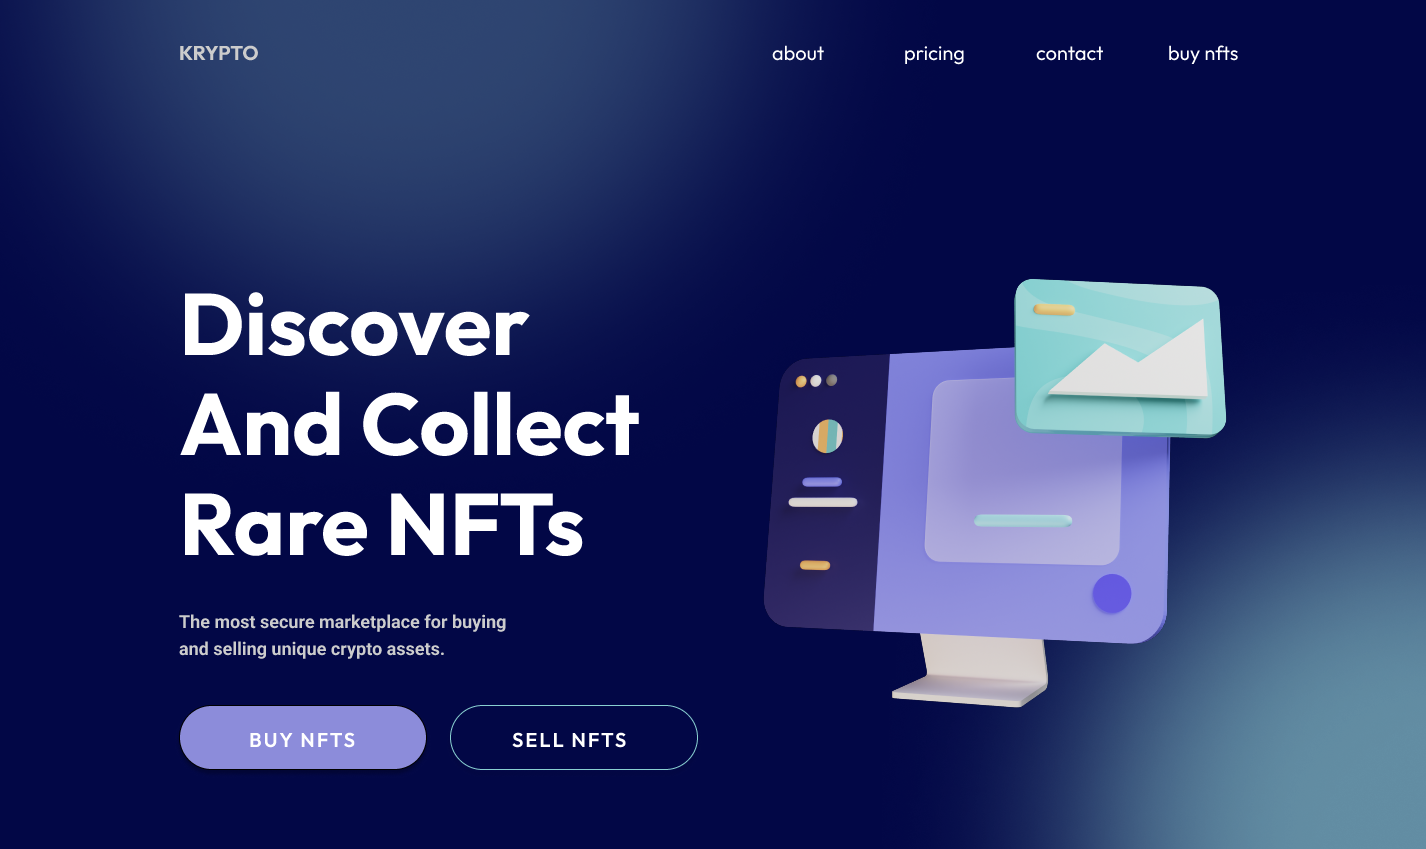 KRYPTO
about pricing contact buy nfts
Discover
And Collect
Rare NFTs
The most secure marketplace for buying
and selling unique crypto assets.
BUY NFTS
SELL NFTS